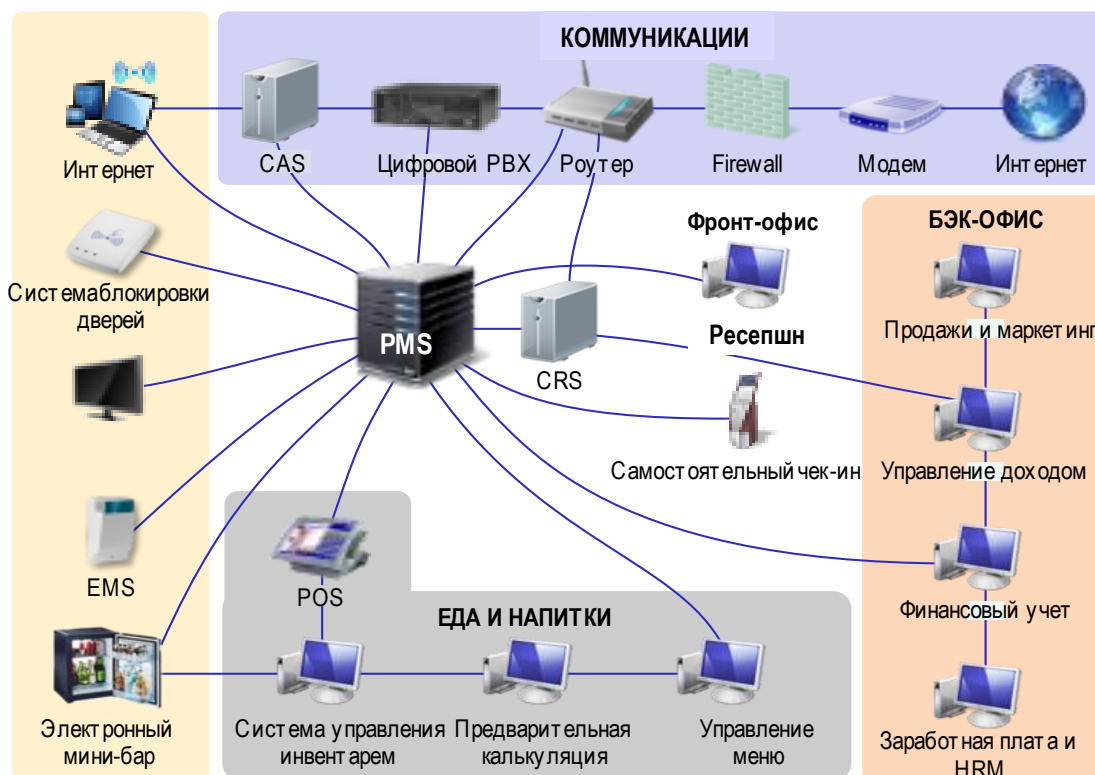 КОММУНИКАЦИИ
Интернет
CAS
Цифровой PBX
Роутер
Firewall
Модем
Интернет
Системаблокировки
дверей
Фронт-офис
БЭК-ОФИС
PMS
CRS
Ресепшн
Продажи и маркетинг
Самостоятельный чек-ин
Управление доходом
EMS
POS
Финансовый учет
ЕДА И НАПИТКИ
Электронный
мини-бар
Система управления
инвентарем
Предварительная
калькуляция
Управление
меню
Заработная плата и
HRM